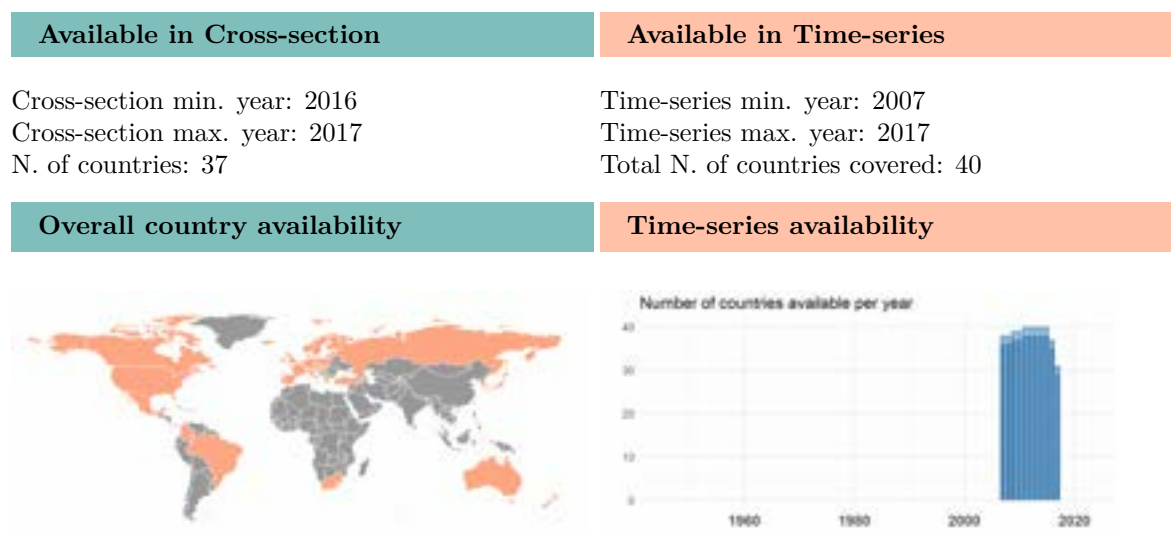 Available in Cross-section
Available in Time-series
Cross-section min. year: 2016
Cross-section max. year: 2017
N. of countries: 37
Time-series min. year: 2007
Time-series max. year: 2017
Total N. of countries covered: 40
Overall country availability
Time-series availability
Number of countries available per year
40
30
20
10
0
1960
1980
2000
2020